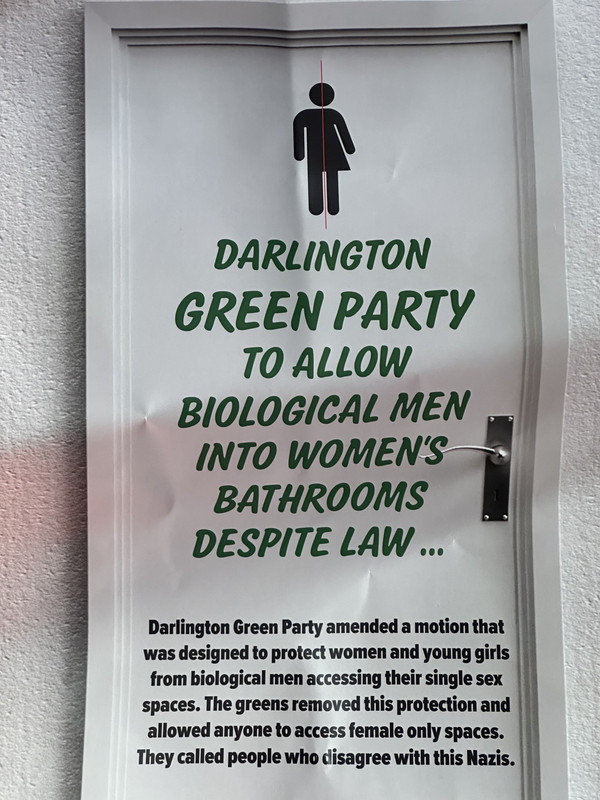 DARLINGTON
GREEN PARTY
TO ALLOW
BIOLOGICAL MEN
INTO WOMEN'S
BATHROOMS
DESPITE LAW ...
Darlington Green Party amended a motion that
was designed to protect women and young girls
from biological men accessing their single sex
spaces. The greens removed this protection and
allowed anyone to access female only spaces.
They called people who disagree with this Nazis.